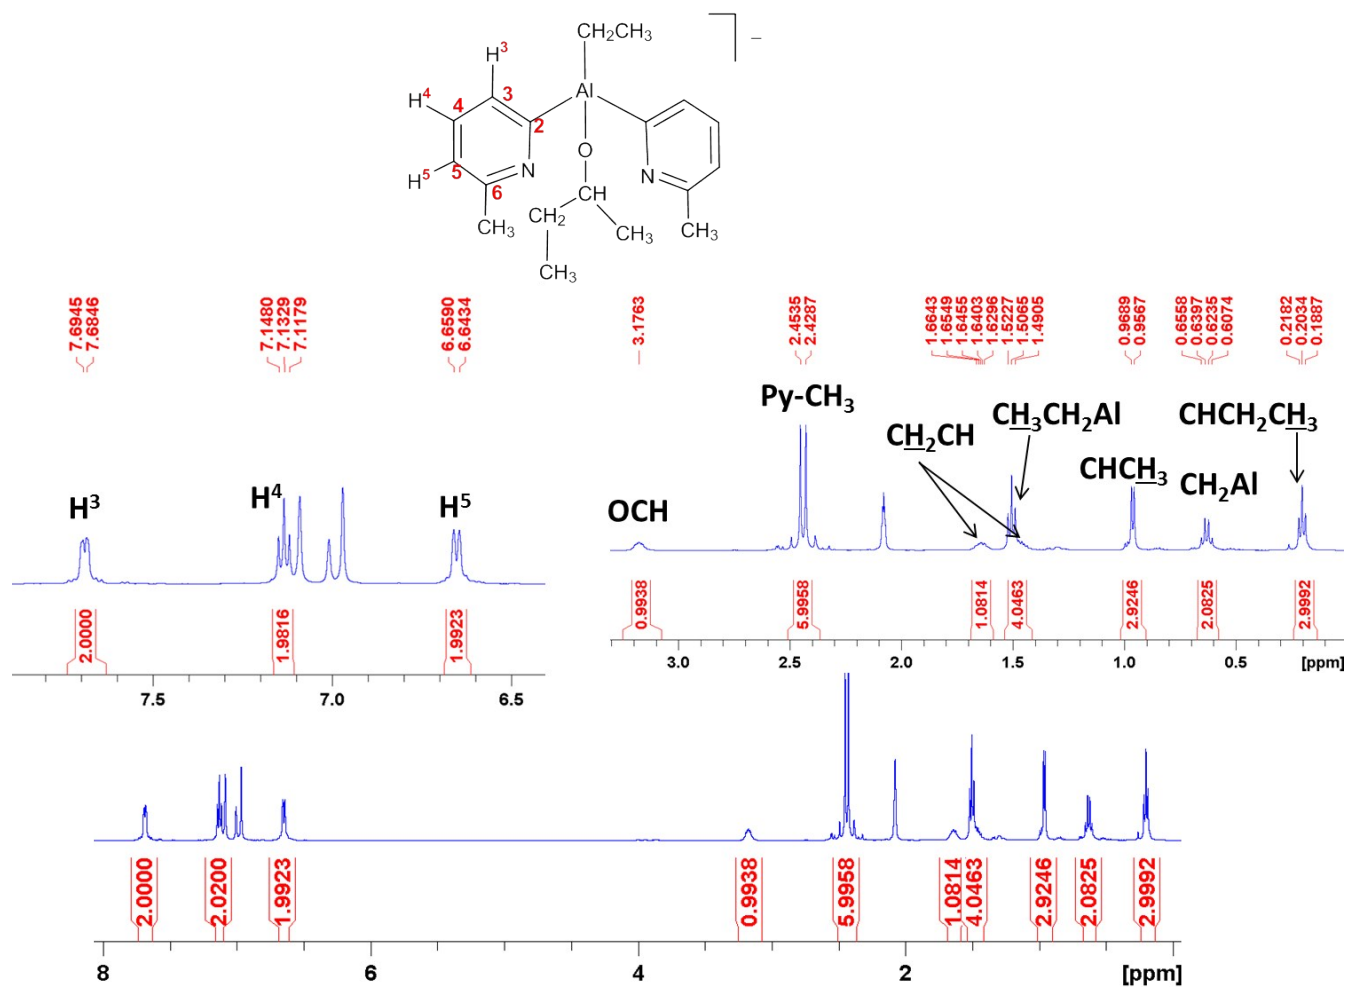 CH2CH3
–
H3
Al
H4
4
3
2
O
N
N
H5
5
6
CH
CH3
CH2
CH3
CH3
CH3
7.6945
7.6846
7.1480
7.1329
7.1179
6.6590
6.6434
3.1763
2.4535
2.4287
1.6643
1.6549
1.6455
1.6403
1.6296
1.5227
1.5065
1.4905
0.9689
0.9567
0.6558
0.6397
0.6235
0.6074
0.2182
0.2034
0.1887
Py-CH3
CH2CH
CH3CH2Al
CHCH2CH3
CHCH3
CH2Al
H3
H4
H5
OCH
0.9938
5.9958
1.0814
4.0463
2.9246
2.0825
2.9992
3.0 2.5 2.0 1.5 1.0 0.5 [ppm]
2.0000
1.9816
1.9923
7.5 7.0 6.5
2.0000
2.0200
1.9923
0.9938
5.9958
1.0814
4.0463
2.9246
2.0825
2.9992
8 6 4 2 [ppm]